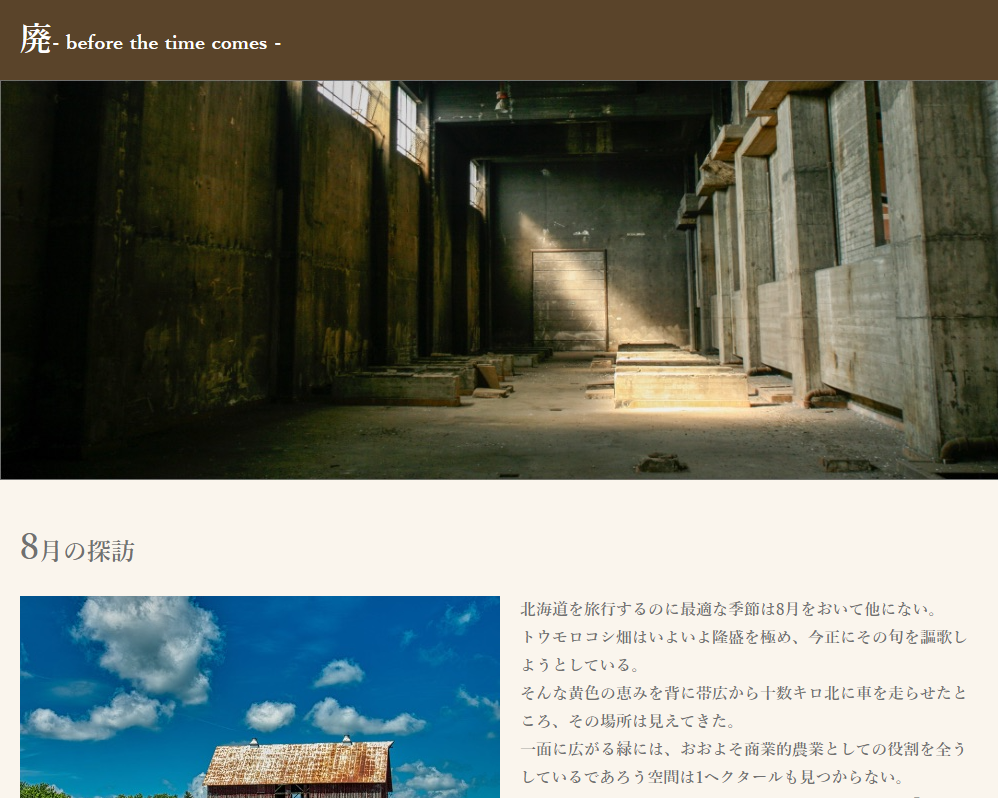 廃- before the time comes -
8月の探訪
北海道を旅行するのに最適な季節は8月をおいて他にない。
トウモロコシ畑はいよいよ隆盛を極め、今正にその旬を謳歌し
ようとしている。
そんな黄色の恵みを背に帯広から十数キロ北に車を走らせたと
ころ、その場所は見えてきた。
一面に広がる緑には、おおよそ商業的農業としての役割を全う
しているであろう空間は1ヘクタールも見つからない。